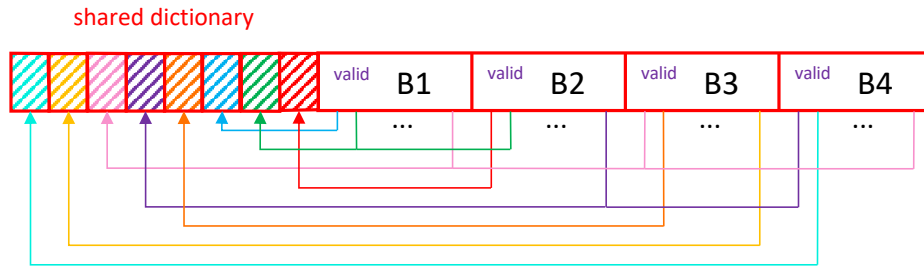 shared dictionary
valid B1 valid B2 valid B3 valid B4
... ... ... ...